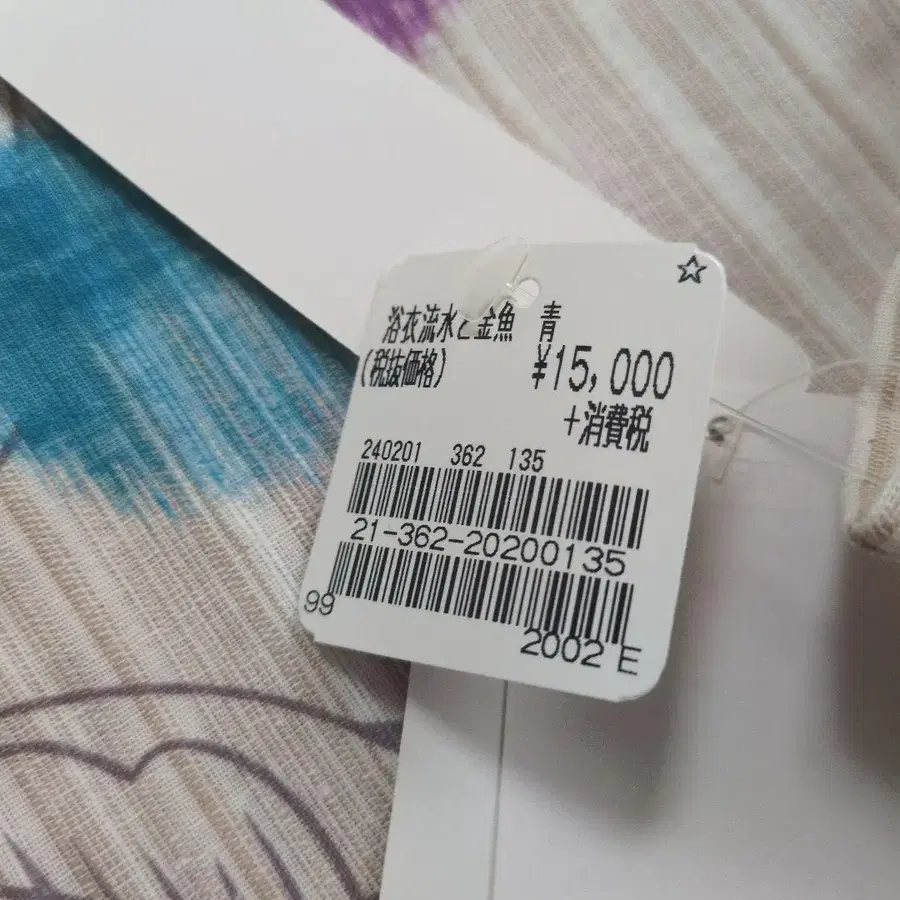 ☆
浴衣流水と金魚 青
(税抜価格) ¥15,000
+消費税
240201 362 135
21-362-20200135
99
2002 E